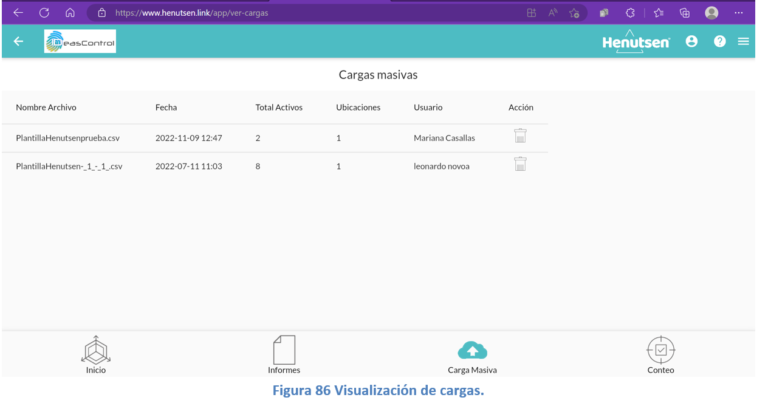 https://www.henutsen.link/app/ver-cargas
easControl
Henutsen
Cargas masivas
Nombre Archivo Fecha Total Activos Ubicaciones Usuario Acción
PlantillaHenutsenprueba.csv 2022-11-09 12:47 2 1 Mariana Casallas
PlantillaHenutsen-_1_-_1_.csv 2022-07-11 11:03 8 1 leonardo novoa
Inicio Informes Carga Masiva Conteo
Figura 86 Visualización de cargas.